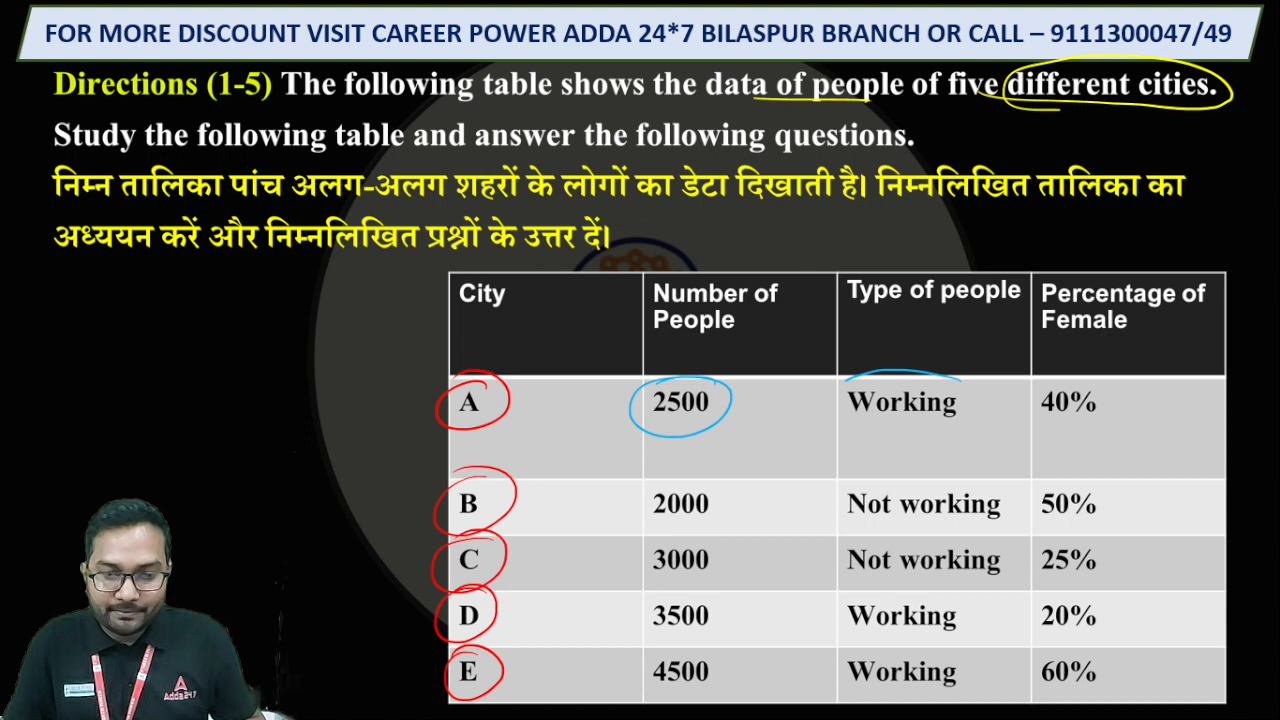 FOR MORE DISCOUNT VISIT CAREER POWER ADDA 24*7 BILASPUR BRANCH OR CALL – 9111300047/49
Directions (1-5) The following table shows the data of people of five different cities.
Study the following table and answer the following questions.
निम्न तालिका पांच अलग-अलग शहरों के लोगों का डेटा दिखाती है। निम्नलिखित तालिका का
अध्ययन करें और निम्नलिखित प्रश्नों के उत्तर दें।
City Number of People Type of people Percentage of Female
A 2500 Working 40%
B 2000 Not working 50%
C 3000 Not working 25%
D 3500 Working 20%
E 4500 Working 60%
Adda247